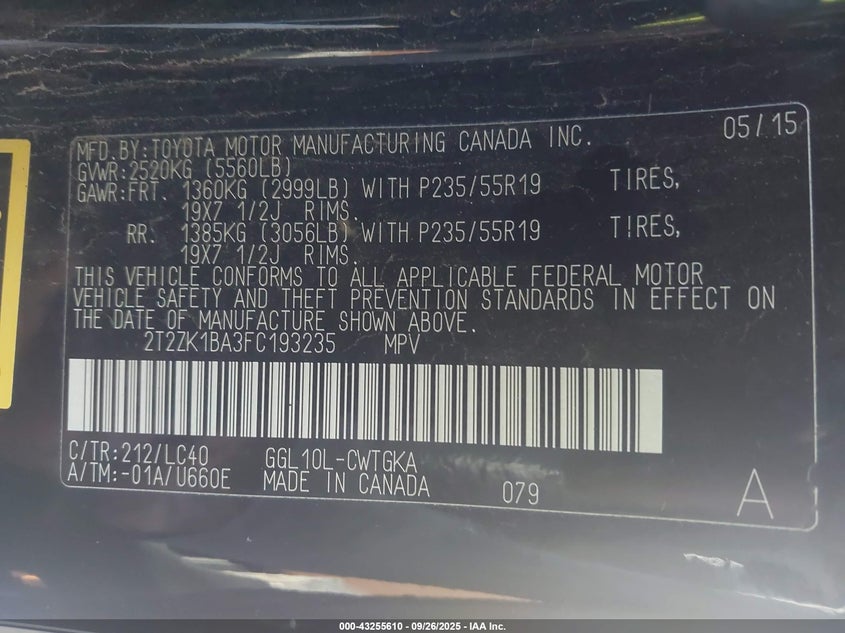 MFD.BY:TOYOTA MOTOR MANUFACTURING CANADA INC. 05/15
GVWR:2520KG (5560LB)
GAWR:FRT. 1360KG (2999LB) WITH P235/55R19 TIRES,
19X7 1/2J RIMS.
RR. 1385KG (3056LB) WITH P235/55R19 TIRES,
19X7 1/2J RIMS.
THIS VEHICLE CONFORMS TO ALL APPLICABLE FEDERAL MOTOR
VEHICLE SAFETY AND THEFT PREVENTION STANDARDS IN EFFECT ON
THE DATE OF MANUFACTURE SHOWN ABOVE.
2T2ZK1BA3FC193235 MPV
C/TR:212/LC40 GGL10L-CWTGKA
A/TM:-01A/U660E MADE IN CANADA 079 A
000-43255610 - 09/26/2025 - IAA Inc.